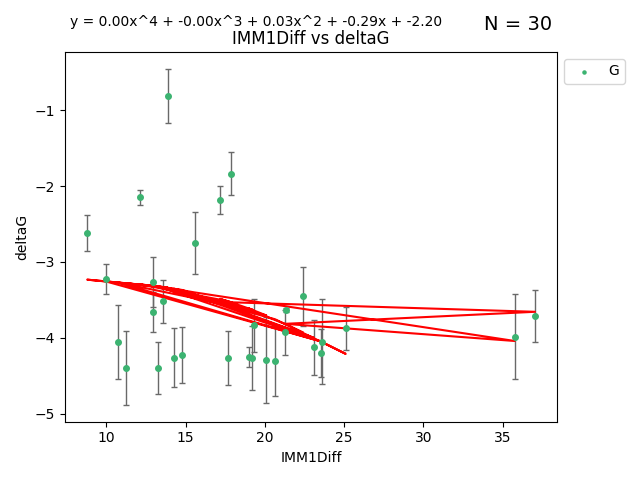 y = 0.00x^4 + -0.00x^3 + 0.03x^2 + -0.29x + -2.20
N = 30
IMM1Diff vs deltaG
G
−1
−2
−3
−4
−5
deltaG
10 15 20 25 30 35
IMM1Diff